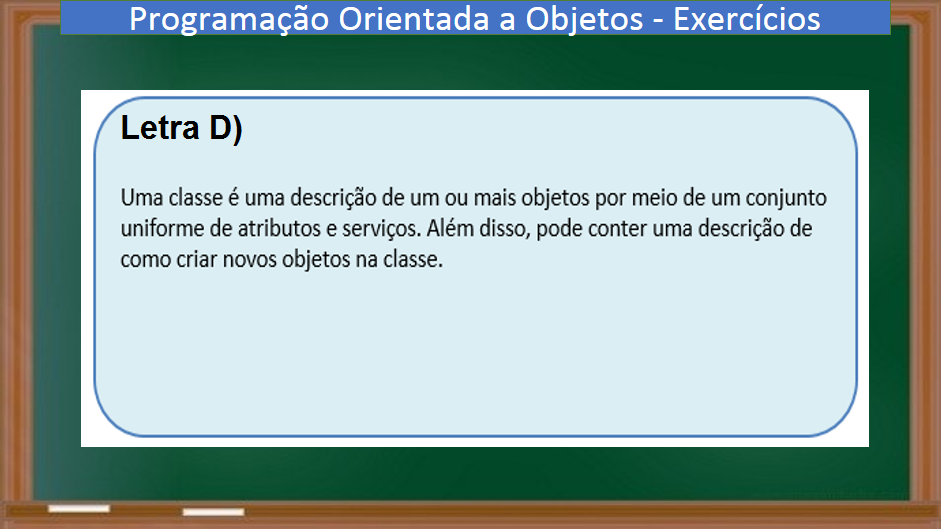 Programação Orientada a Objetos - Exercícios
Letra D)
Uma classe é uma descrição de um ou mais objetos por meio de um conjunto
uniforme de atributos e serviços. Além disso, pode conter uma descrição de
como criar novos objetos na classe.